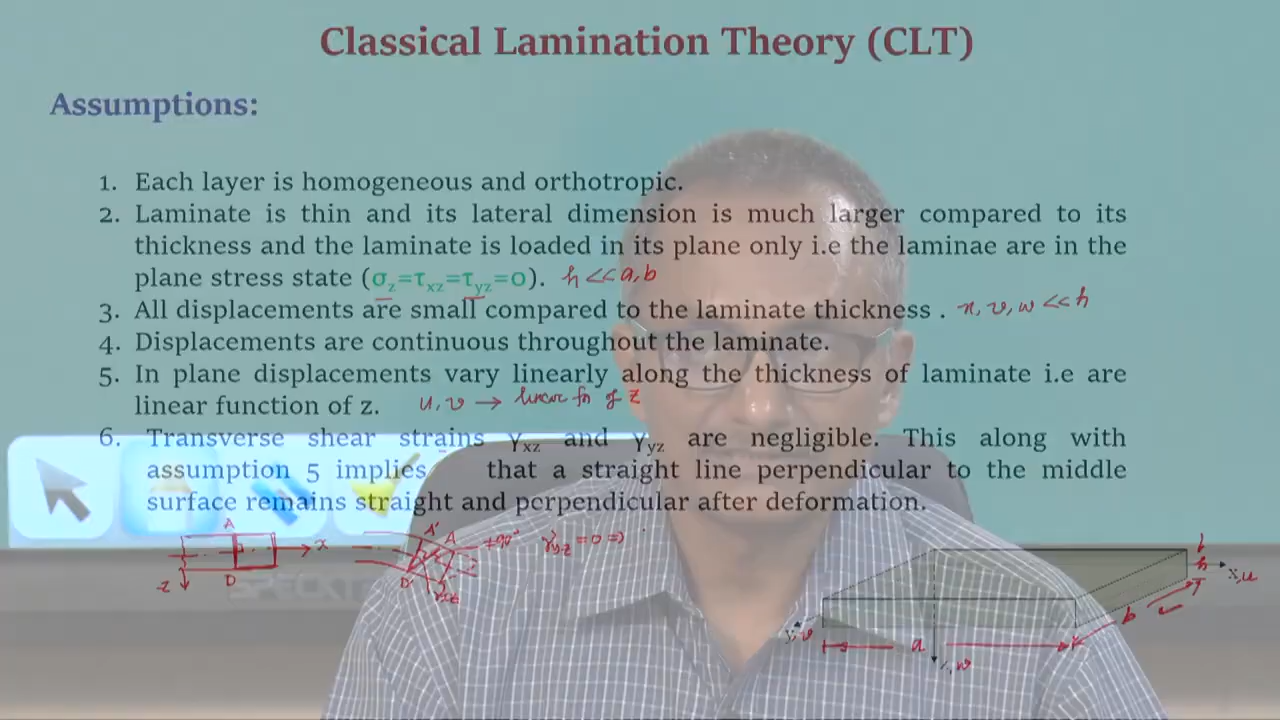 Classical Lamination Theory (CLT)
Assumptions:
1. Each layer is homogeneous and orthotropic.
2. Laminate is thin and its lateral dimension is much larger compared to its
thickness and the laminate is loaded in its plane only i.e the laminae are in the
plane stress state (σz=τxz=τyz=0). h << a, b
3. All displacements are small compared to the laminate thickness . u, v, w << h
4. Displacements are continuous throughout the laminate.
5. In plane displacements vary linearly along the thickness of laminate i.e are
linear function of z. u, v → linear fn of z
6. Transverse shear strains γxz and γyz are negligible. This along with
assumption 5 implies that a straight line perpendicular to the middle
surface remains straight and perpendicular after deformation.
A
x
D
z
A'
A
D'
≠90°
h
x,u
b
y,v
a
z,w